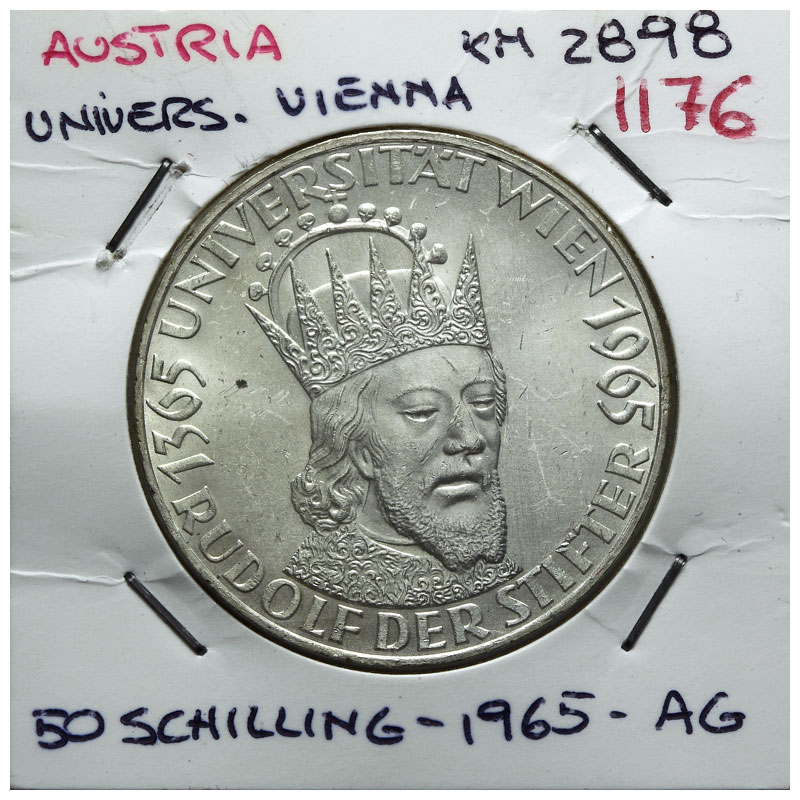 AUSTRIA KM 2898
UNIVERS. VIENNA 1176
1365 UNIVERSITÄT WIEN 1965
RUDOLF DER STIFTER
50 SCHILLING - 1965 - AG